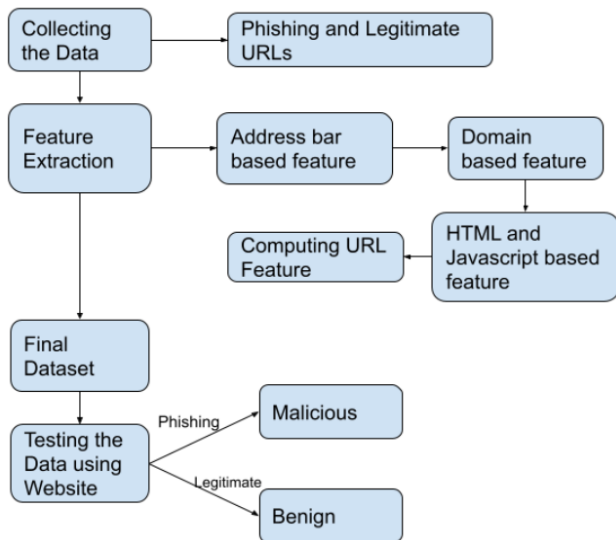 Collecting
the Data
Phishing and Legitimate
URLs
Feature
Extraction
Address bar
based feature
Domain
based feature
HTML and
Javascript based
feature
Computing URL
Feature
Final
Dataset
Testing the
Data using
Website
Phishing
Malicious
Legitimate
Benign